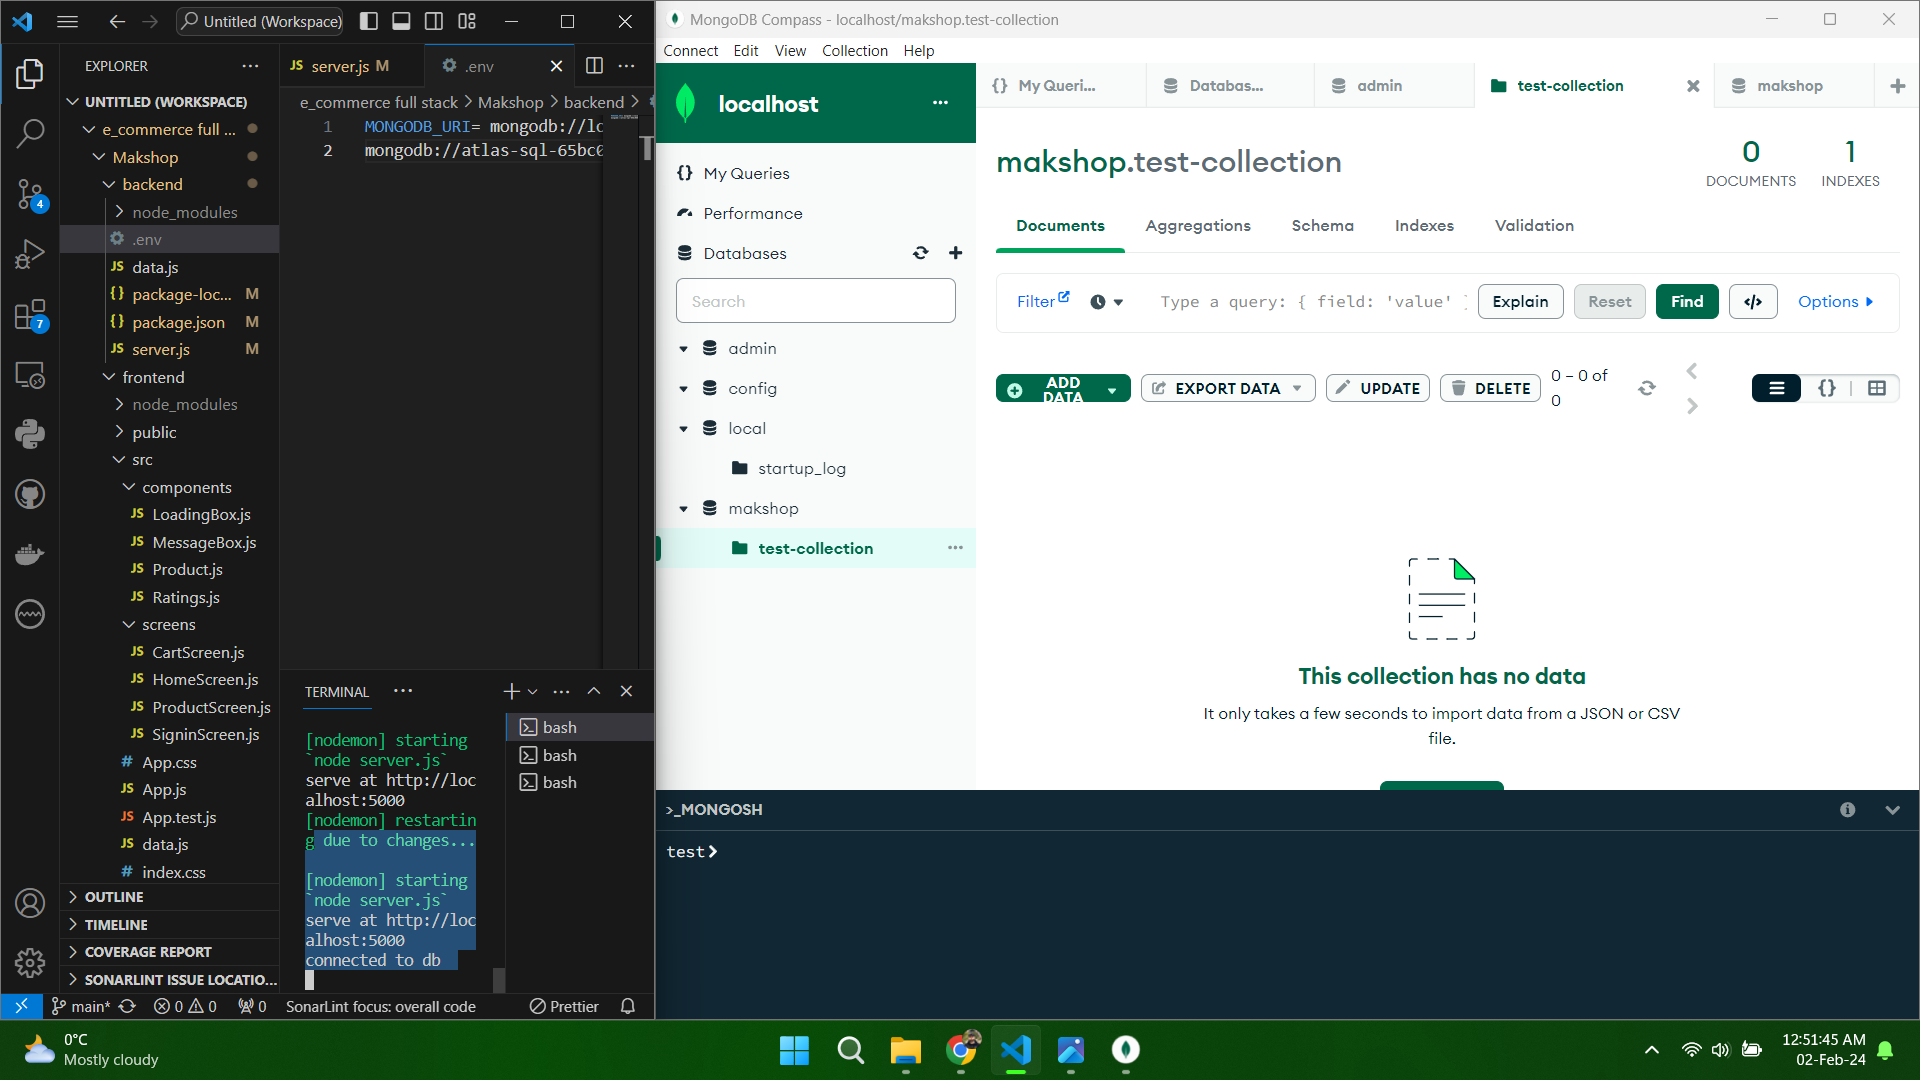 Untitled (Workspace)
EXPLORER
UNTITLED (WORKSPACE)
e_commerce full ...
Makshop
backend
node_modules
.env
data.js
package-loc... M
package.json M
server.js M
frontend
node_modules
public
src
components
LoadingBox.js
MessageBox.js
Product.js
Ratings.js
screens
CartScreen.js
HomeScreen.js
ProductScreen.js
SigninScreen.js
App.css
App.js
App.test.js
data.js
index.css
OUTLINE
TIMELINE
COVERAGE REPORT
SONARLINT ISSUE LOCATIO...
4
7
JS server.js M
.env
e_commerce full stack > Makshop > backend >
1 MONGODB_URI= mongodb://lo
2 mongodb://atlas-sql-65bc0
TERMINAL
[nodemon] starting
`node server.js`
serve at http://loc
alhost:5000
[nodemon] restartin
g due to changes...
[nodemon] starting
`node server.js`
serve at http://loc
alhost:5000
connected to db
bash
bash
bash
main* 0 0 0 SonarLint focus: overall code Prettier
MongoDB Compass - localhost/makshop.test-collection
Connect Edit View Collection Help
localhost
{} My Queries
Performance
Databases
Search
admin
config
local
startup_log
makshop
test-collection
{} My Queri... Databas... admin test-collection makshop
makshop.test-collection
0
DOCUMENTS
1
INDEXES
Documents Aggregations Schema Indexes Validation
Filter Type a query: { field: 'value' Explain Reset Find </> Options
ADD DATA EXPORT DATA UPDATE DELETE 0 – 0 of 0 {}
This collection has no data
It only takes a few seconds to import data from a JSON or CSV
file.
>_MONGOSH
test>
0°C
Mostly cloudy
12:51:45 AM
02-Feb-24